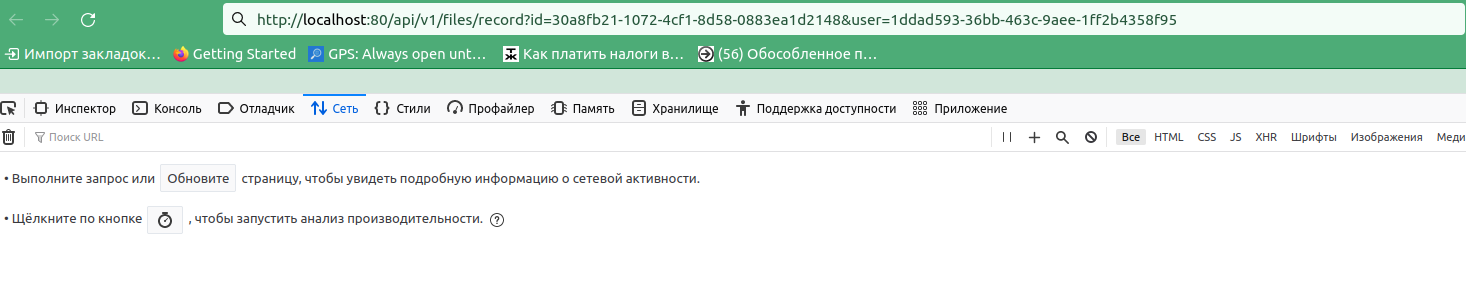 http://localhost:80/api/v1/files/record?id=30a8fb21-1072-4cf1-8d58-0883ea1d2148&user=1ddad593-36bb-463c-9aee-1ff2b4358f95
Импорт закладок… Getting Started GPS: Always open unt… Как платить налоги в… (56) Обособленное п…
Инспектор Консоль Отладчик Сеть Стили Профайлер Память Хранилище Поддержка доступности Приложение
Поиск URL Все HTML CSS JS XHR Шрифты Изображения Меди
• Выполните запрос или Обновите страницу, чтобы увидеть подробную информацию о сетевой активности.
• Щёлкните по кнопке , чтобы запустить анализ производительности. ?